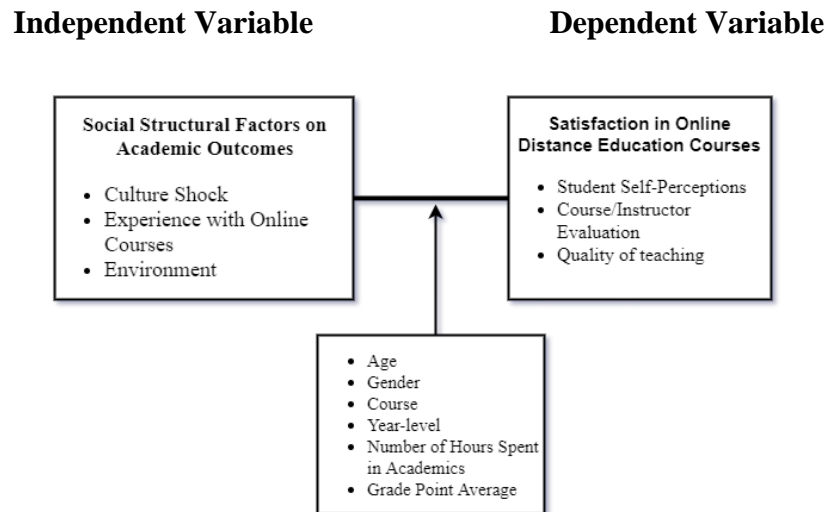 Independent Variable
Dependent Variable
Social Structural Factors on
Academic Outcomes
• Culture Shock
• Experience with Online
Courses
• Environment
Satisfaction in Online
Distance Education Courses
• Student Self-Perceptions
• Course/Instructor
Evaluation
• Quality of teaching
• Age
• Gender
• Course
• Year-level
• Number of Hours Spent
in Academics
• Grade Point Average